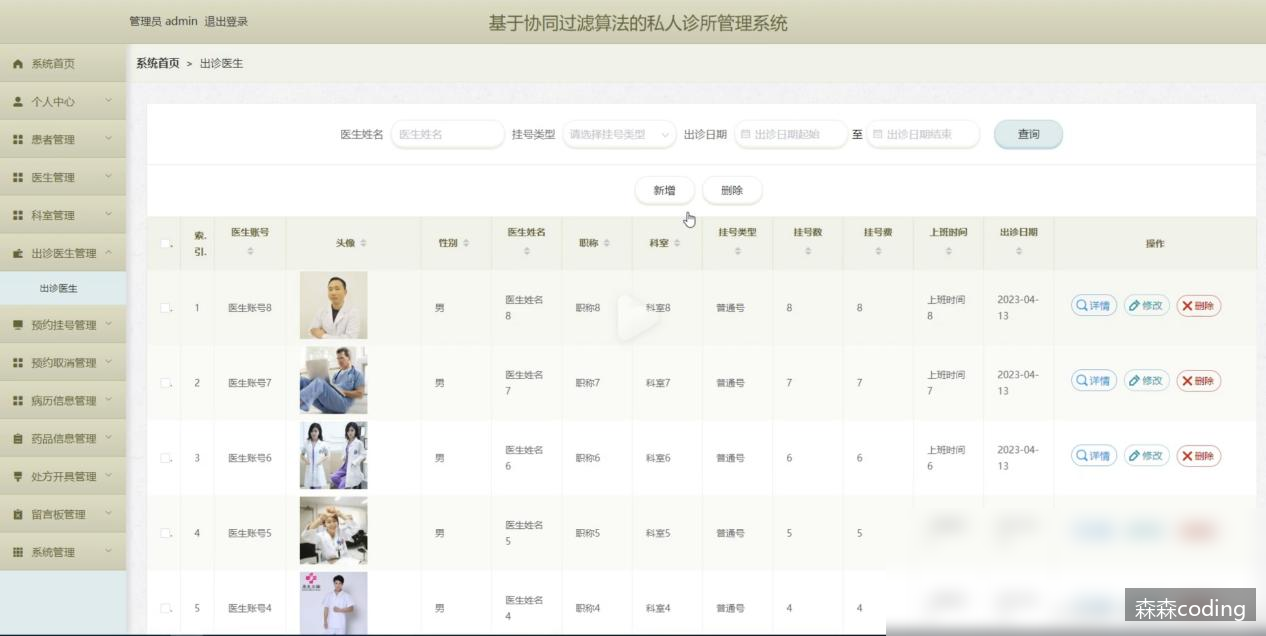 管理员 admin 退出登录
基于协同过滤算法的私人诊所管理系统
系统首页
个人中心
患者管理
医生管理
科室管理
出诊医生管理
出诊医生
预约挂号管理
预约取消管理
病历信息管理
药品信息管理
处方开具管理
留言板管理
系统管理
系统首页 > 出诊医生
医生姓名 医生姓名 挂号类型 请选择挂号类型 出诊日期 出诊日期起始 至 出诊日期结束 查询
新增 删除
索. 医生账号 头像 性别 医生姓名 职称 科室 挂号类型 挂号数 挂号费 上班时间 出诊日期 操作
引.
1 医生账号8 男 医生姓名 职称8 科室8 普通号 8 8 上班时间 2023-04- 详情 修改 删除
8 8 13
2 医生账号7 男 医生姓名 职称7 科室7 普通号 7 7 上班时间 2023-04- 详情 修改 删除
7 7 13
3 医生账号6 男 医生姓名 职称6 科室6 普通号 6 6 上班时间 2023-04- 详情 修改 删除
6 6 13
4 医生账号5 男 医生姓名 职称5 科室5 普通号 5 5
5
5 医生账号4 男 医生姓名 职称4 科室4 普通号 4 4
4
森森coding